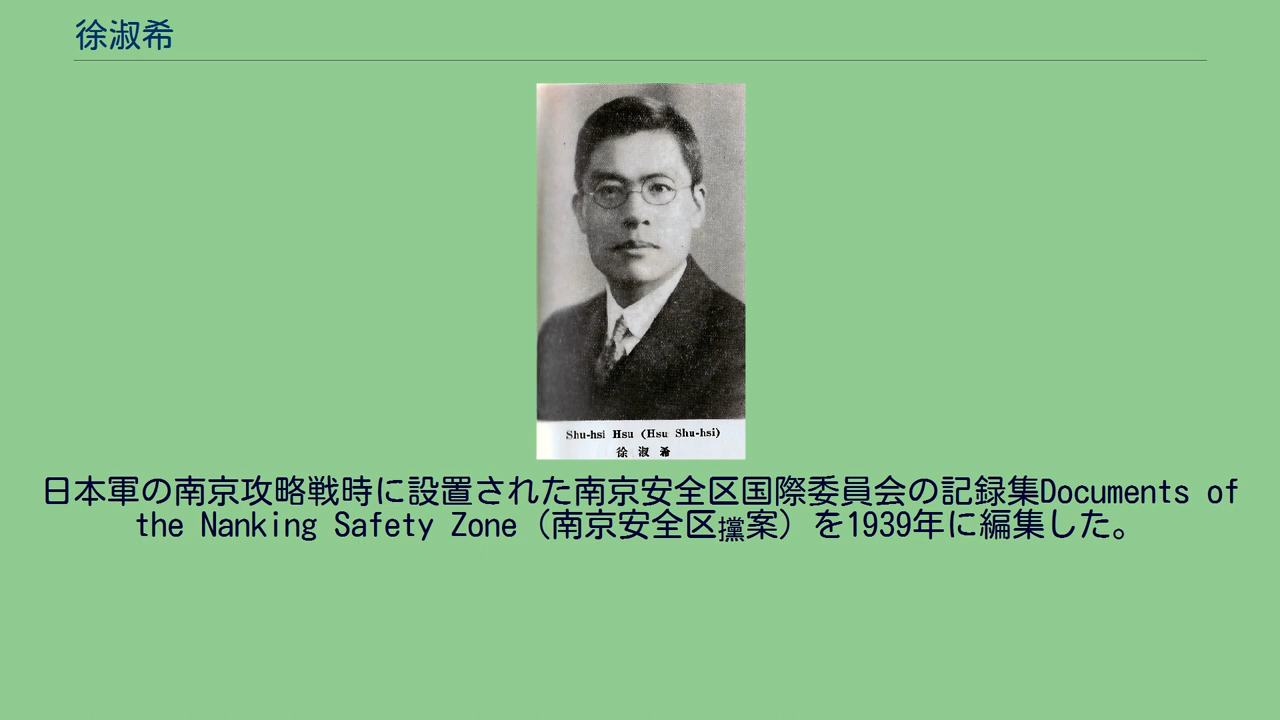 徐淑希
Shu-hsi Hsu (Hsu Shu-hsi)
徐 淑 希
日本軍の南京攻略戦時に設置された南京安全区国際委員会の記録集Documents of
the Nanking Safety Zone（南京安全区攩案）を1939年に編集した。